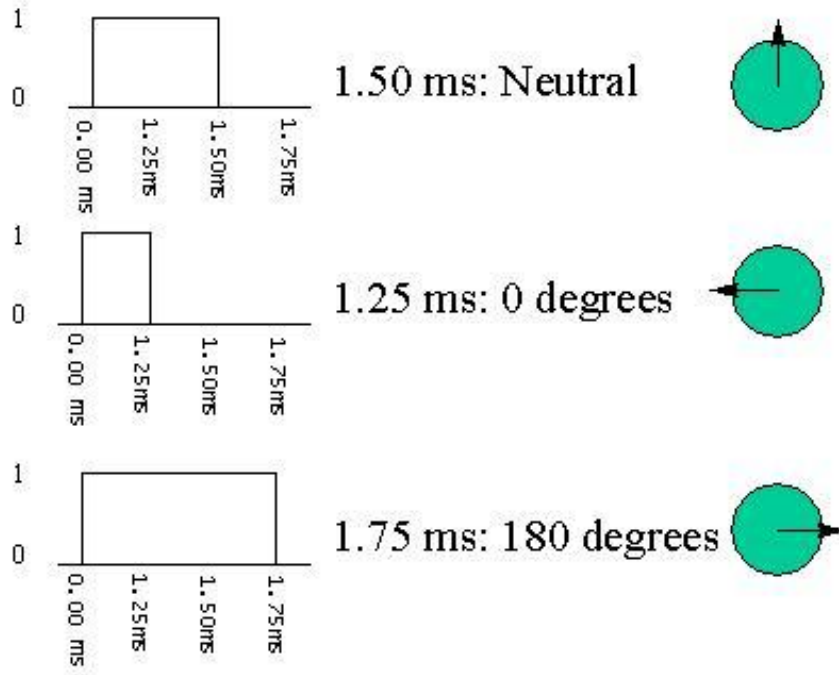 1
0
0.00 ms
1.25ms
1.50ms
1.75ms
1.50 ms: Neutral
1
0
0.00 ms
1.25ms
1.50ms
1.75ms
1.25 ms: 0 degrees
1
0
0.00 ms
1.25ms
1.50ms
1.75ms
1.75 ms: 180 degrees